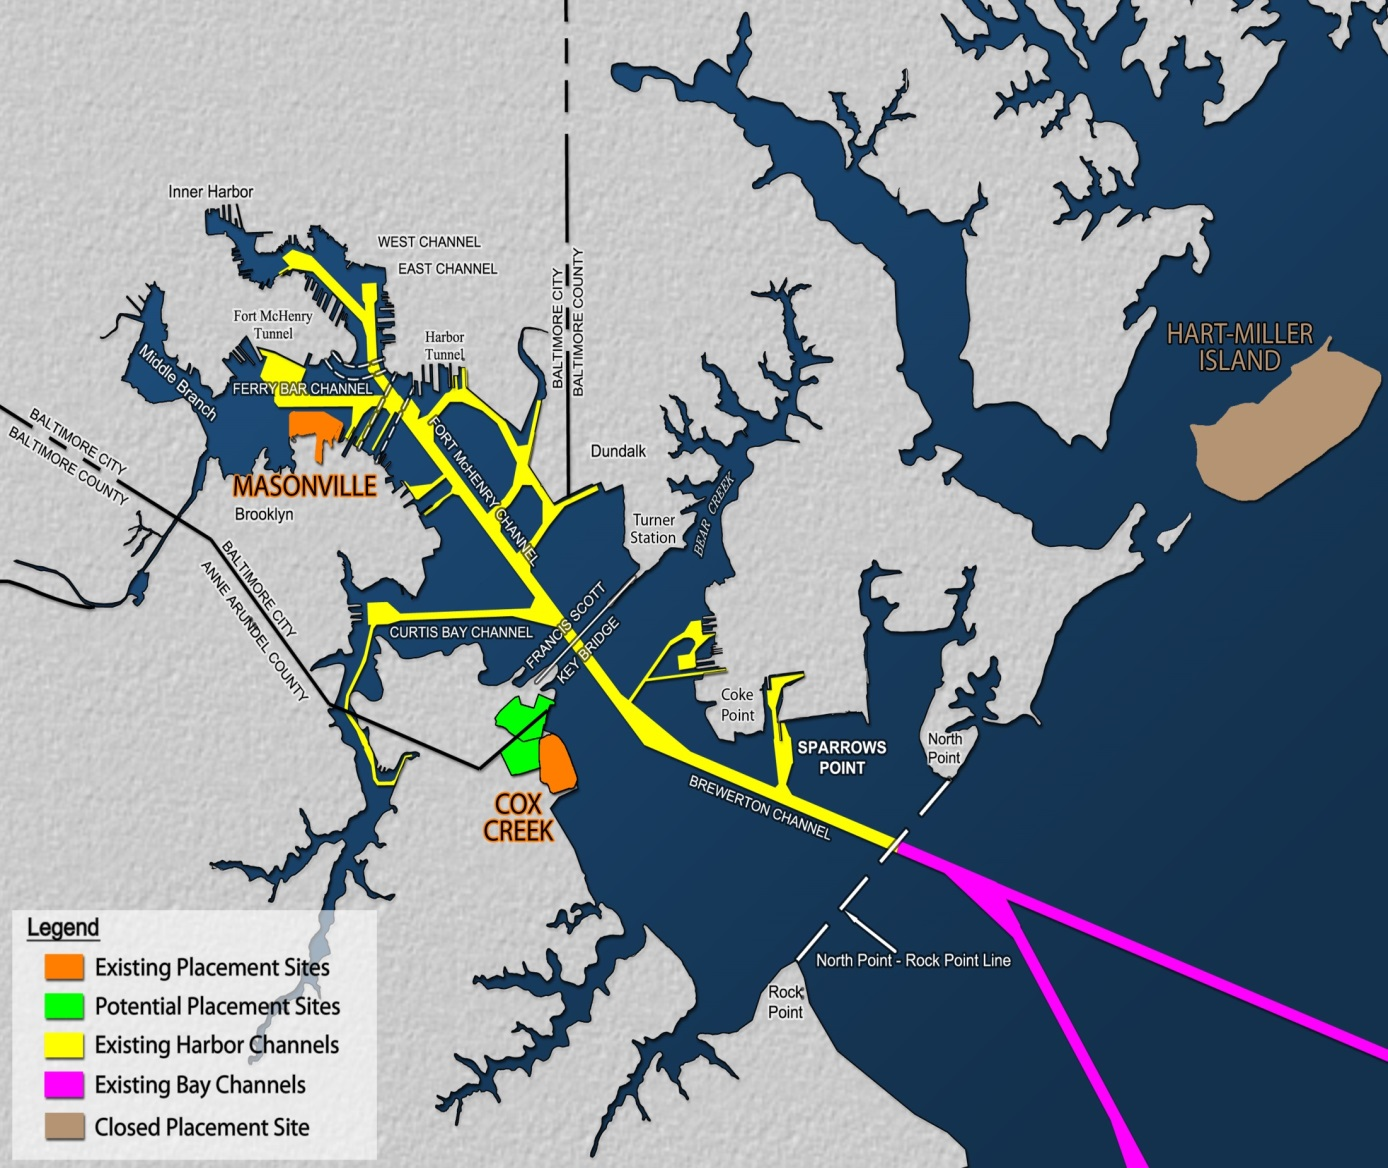 Inner Harbor
WEST CHANNEL
EAST CHANNEL
BALTIMORE CITY
BALTIMORE COUNTY
Fort McHenry
Tunnel
Harbor
Tunnel
HART-MILLER
ISLAND
Middle Branch
FERRY BAR CHANNEL
BALTIMORE CITY
BALTIMORE COUNTY
FORT McHENRY CHANNEL
Dundalk
MASONVILLE
Brooklyn
Turner
Station
BEAR CREEK
BALTIMORE CITY
ANNE ARUNDEL COUNTY
CURTIS BAY CHANNEL
FRANCIS SCOTT
KEY BRIDGE
Coke
Point
SPARROWS
POINT
North
Point
BREWERTON CHANNEL
COX
CREEK
North Point - Rock Point Line
Rock
Point
Legend
Existing Placement Sites
Potential Placement Sites
Existing Harbor Channels
Existing Bay Channels
Closed Placement Site